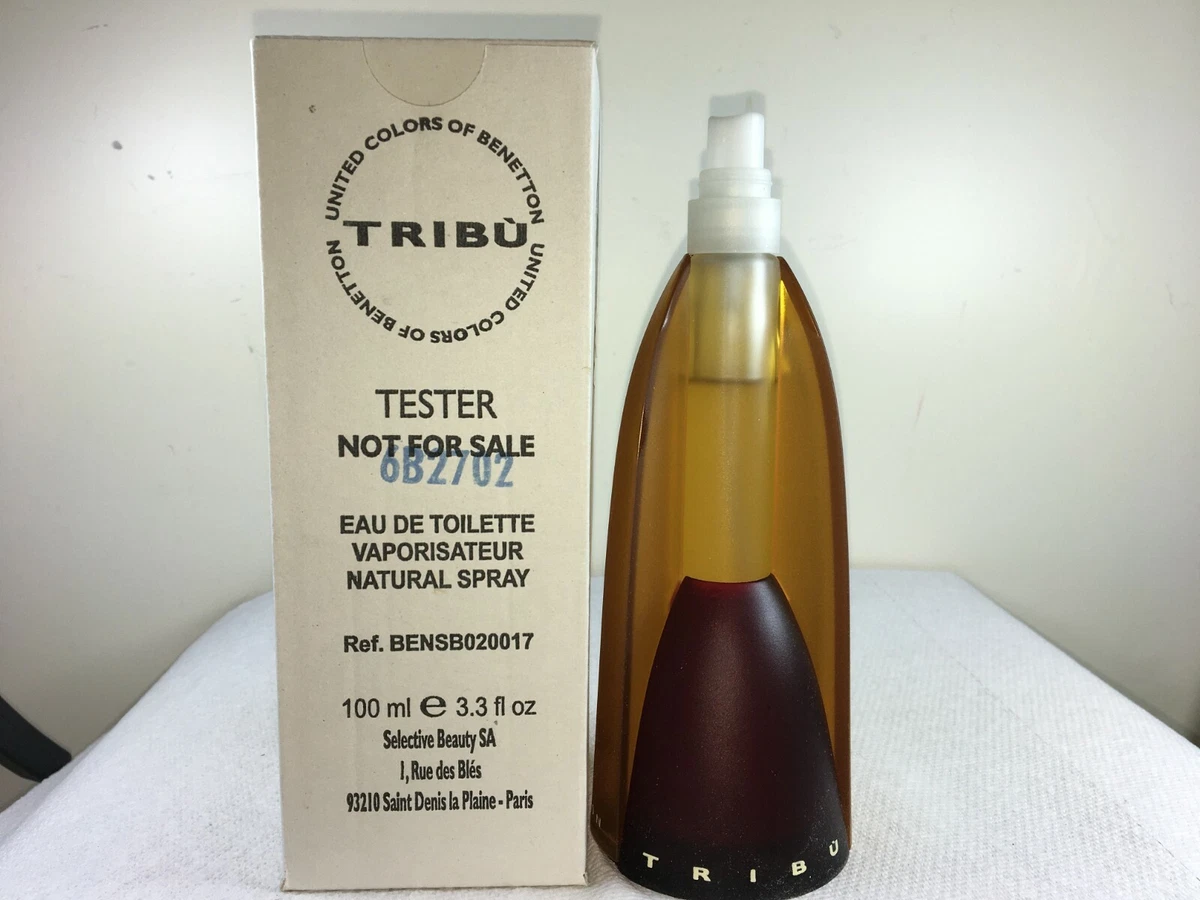 UNITED COLORS OF BENETTON
TRIBÙ
UNITED COLORS OF BENETTON
TESTER
NOT FOR SALE
6B2702
EAU DE TOILETTE
VAPORISATEUR
NATURAL SPRAY
Ref. BENSB020017
100 ml e 3.3 fl oz
Selective Beauty SA
1, Rue des Blés
93210 Saint Denis la Plaine - Paris
TRIBÙ